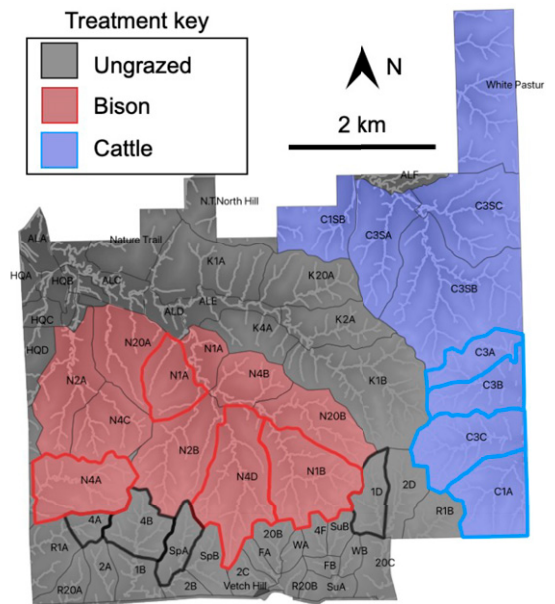 Treatment key
Ungrazed
Bison
Cattle
N
2 km
White Pastur
ALF
N.T.North Hill
C1SB
C3SC
C3SA
ALA
Nature Trail
HQA
HQB
ALC
K1A
K20A
C3SB
ALE
ALD
HQC
K4A
K2A
HQD
N20A
N1A
C3A
N2A
N1A
N4B
K1B
C3B
N4C
N20B
C3C
N2B
N4D
N1B
N4A
1D
2D
C1A
4A
4B
R1B
R1A
SpA
SpB
20B
4F
SuB
FA
WA
WB
2A
1B
2C
FB
20C
R20A
2B
Vetch Hill
R20B
SuA